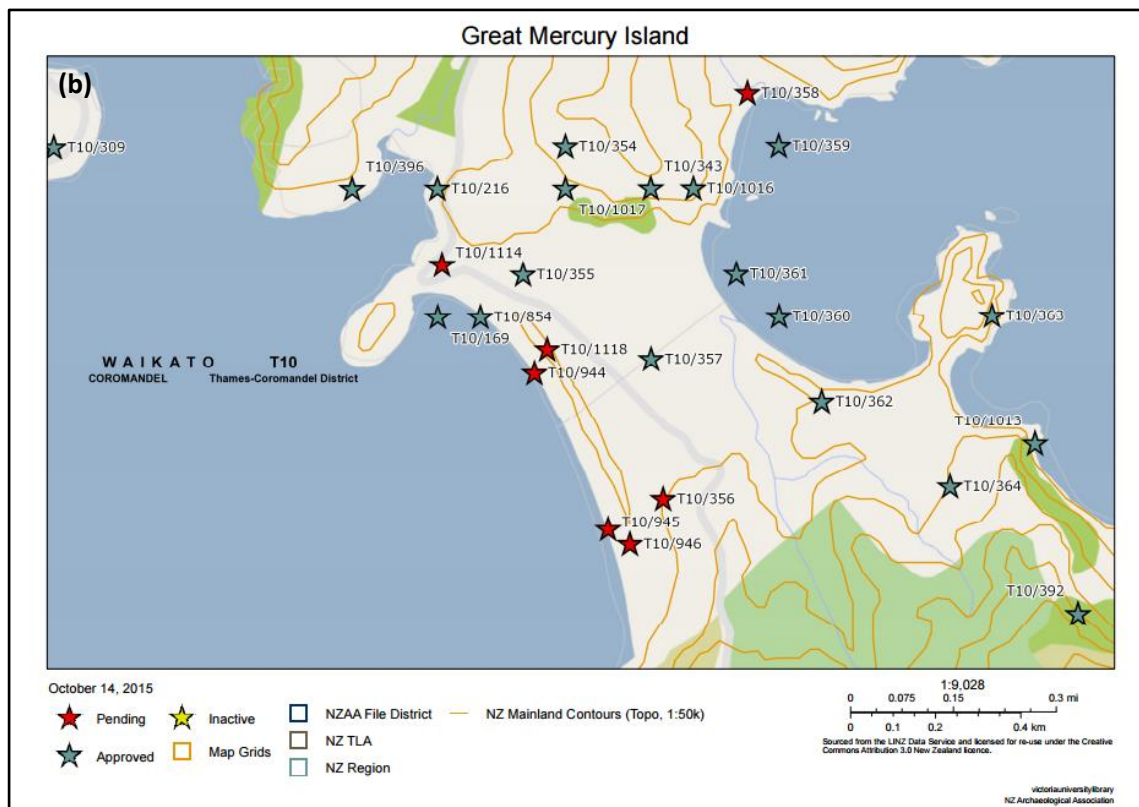 Great Mercury Island
(b)
T10/358
T10/309
T10/354
T10/359
T10/396
T10/343
T10/216
T10/1016
T10/1017
T10/1114
T10/355
T10/361
T10/854
T10/360
T10/363
T10/169
T10/1118
WAIKATO T10
T10/357
COROMANDEL Thames-Coromandel District
T10/944
T10/362
T10/1013
T10/364
T10/356
T10/945
T10/946
T10/392
October 14, 2015
Pending
Inactive
NZAA File District
NZ Mainland Contours (Topo, 1:50k)
Approved
Map Grids
NZ TLA
NZ Region
1:9,028
0 0.075 0.15 0.3 mi
0 0.1 0.2 0.4 km
Sourced from the LINZ Data Service and licensed for re-use under the Creative
Commons Attribution 3.0 New Zealand licence.
victoriauniversitylibrary
NZ Archaeological Association